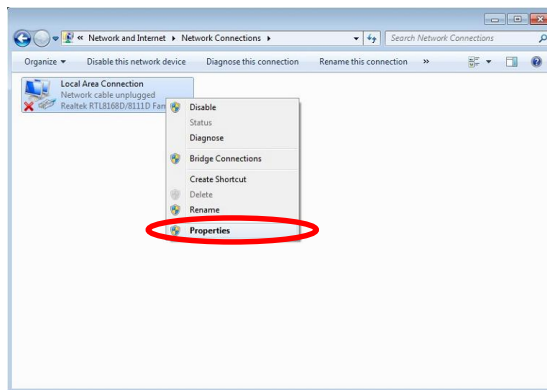 « Network and Internet ▸ Network Connections ▸
Search Network Connections
Organize ▾ Disable this network device Diagnose this connection Rename this connection »
Local Area Connection
Network cable unplugged
Realtek RTL8168D/8111D Fam
Disable
Status
Diagnose
Bridge Connections
Create Shortcut
Delete
Rename
Properties